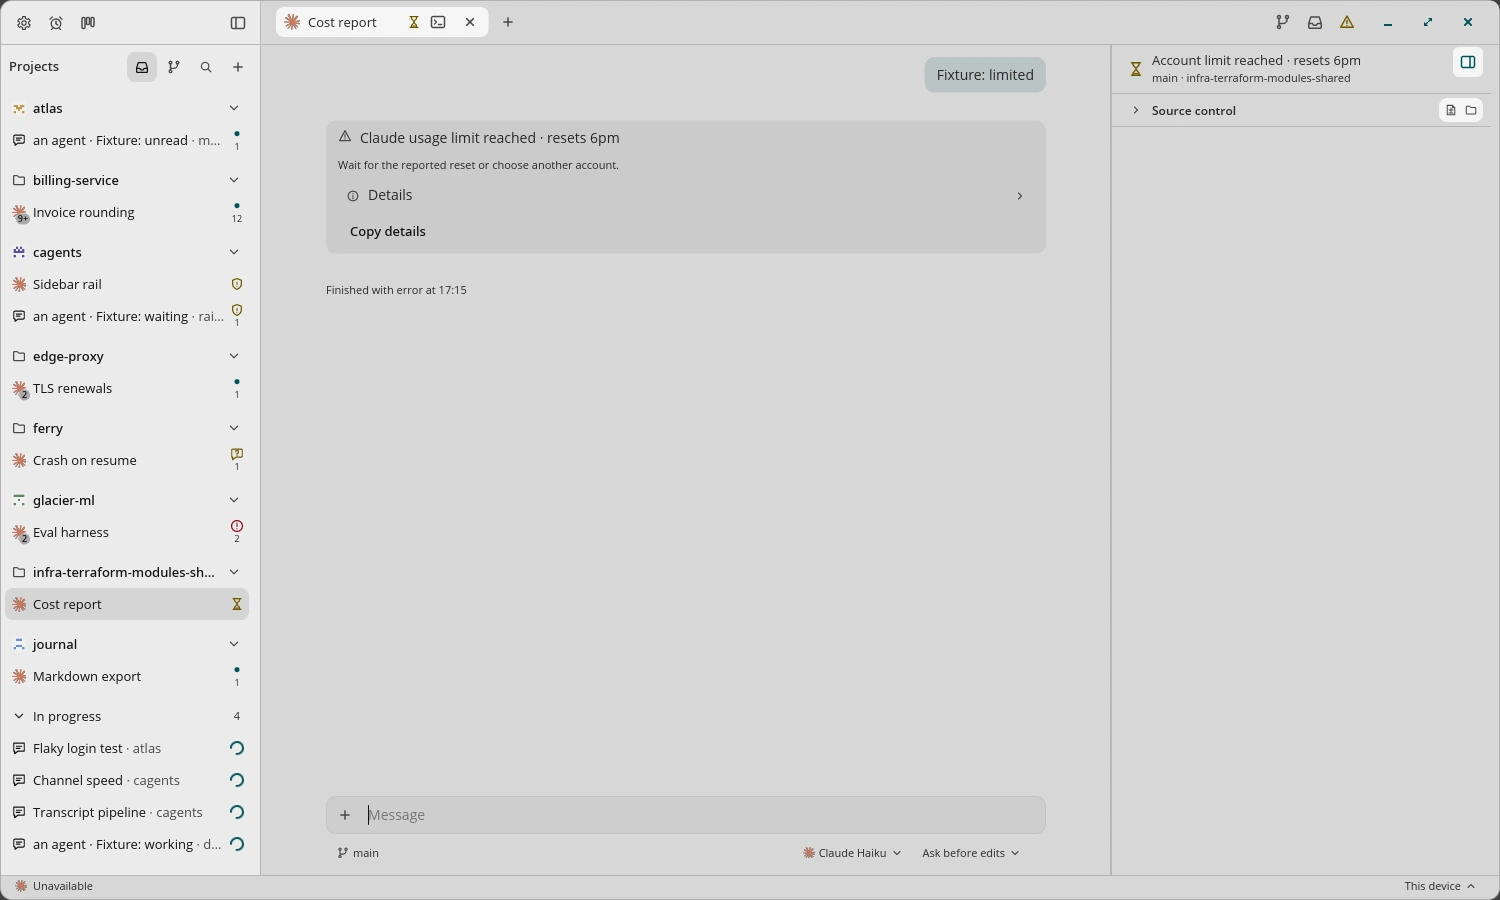 Cost report
Projects
atlas
an agent · Fixture: unread · m...
1
billing-service
Invoice rounding
9+
12
cagents
Sidebar rail
an agent · Fixture: waiting · rai...
1
edge-proxy
TLS renewals
2
1
ferry
Crash on resume
1
glacier-ml
Eval harness
2
2
infra-terraform-modules-sh...
Cost report
journal
Markdown export
1
In progress
4
Flaky login test · atlas
Channel speed · cagents
Transcript pipeline · cagents
an agent · Fixture: working · d...
Unavailable
Fixture: limited
Claude usage limit reached · resets 6pm
Wait for the reported reset or choose another account.
Details
Copy details
Finished with error at 17:15
Message
main
Claude Haiku
Ask before edits
Account limit reached · resets 6pm
main · infra-terraform-modules-shared
Source control
This device